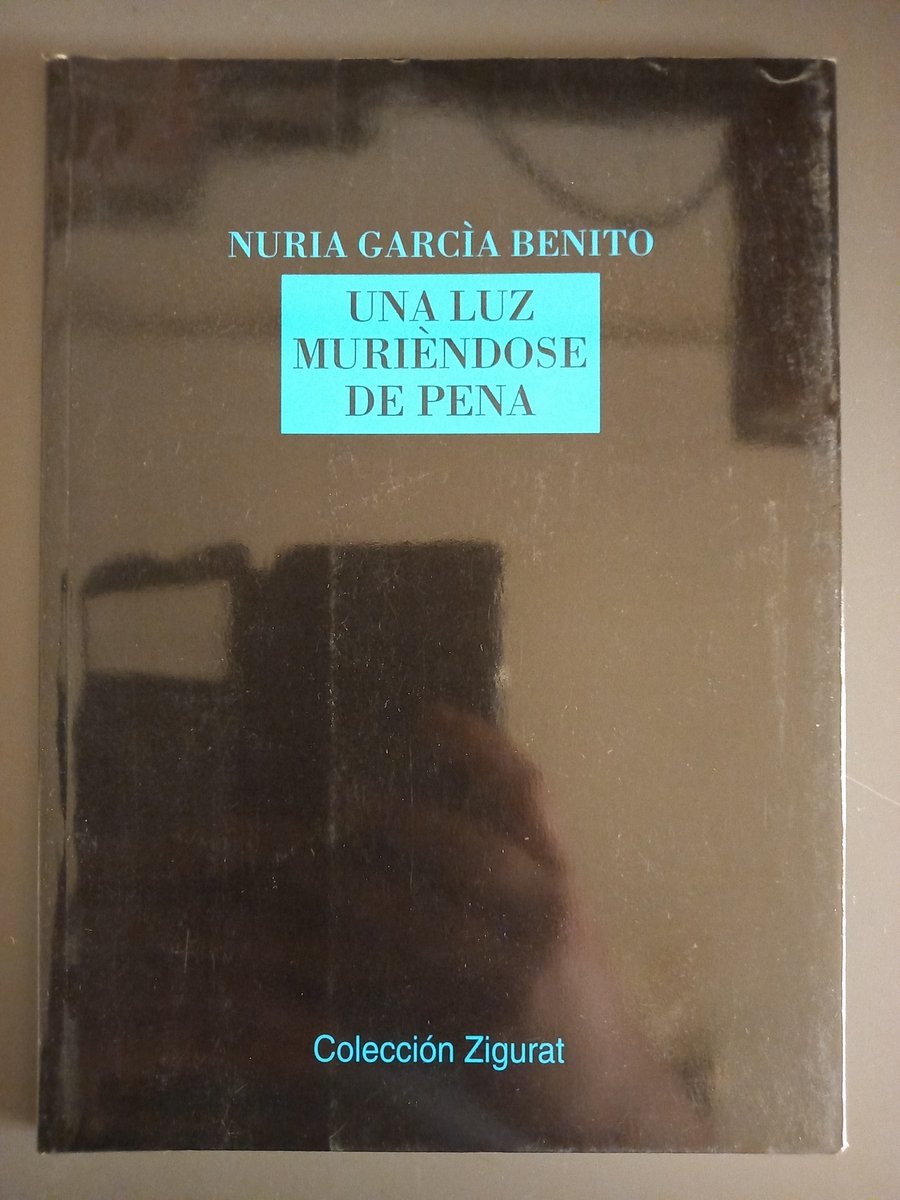 NURIA GARCÌA BENITO
UNA LUZ
MURIÈNDOSE
DE PENA
Colección Zigurat